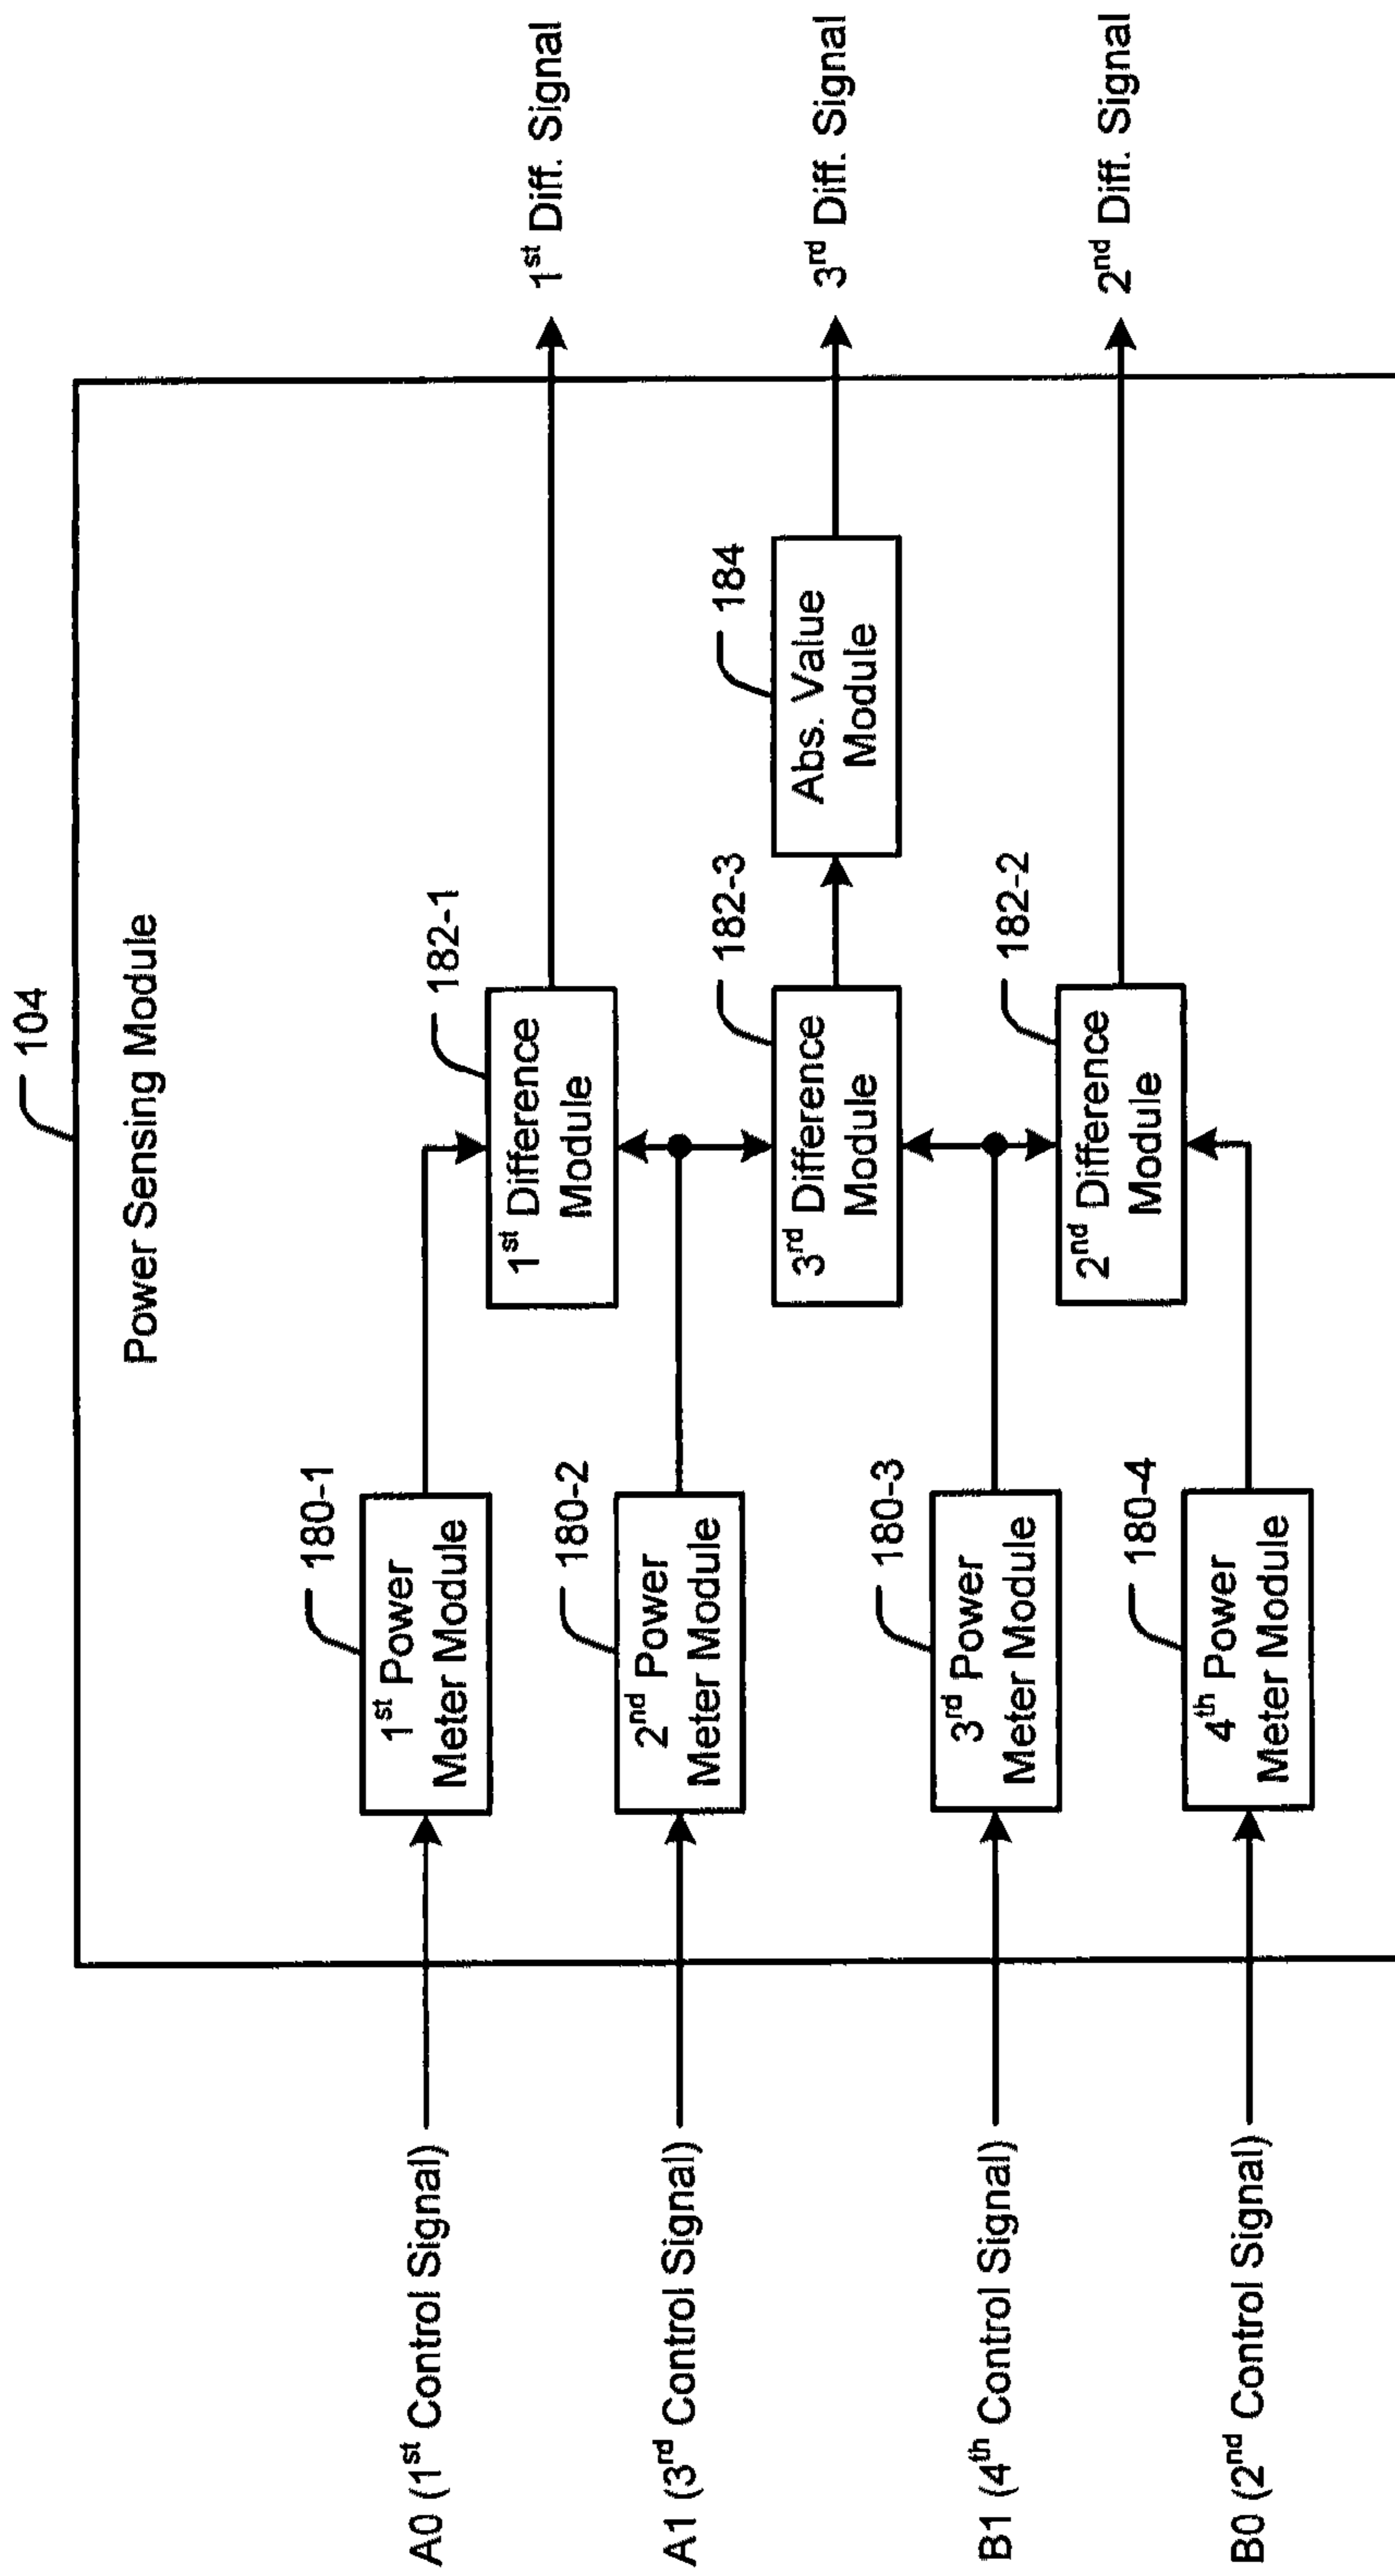 104
Power Sensing Module
A0 (1st Control Signal)
180-1
1st Power
Meter Module
182-1
1st Difference
Module
1st Diff. Signal
A1 (3rd Control Signal)
180-2
2nd Power
Meter Module
182-3
3rd Difference
Module
184
Abs. Value
Module
3rd Diff. Signal
B1 (4th Control Signal)
180-3
3rd Power
Meter Module
182-2
2nd Difference
Module
2nd Diff. Signal
B0 (2nd Control Signal)
180-4
4th Power
Meter Module